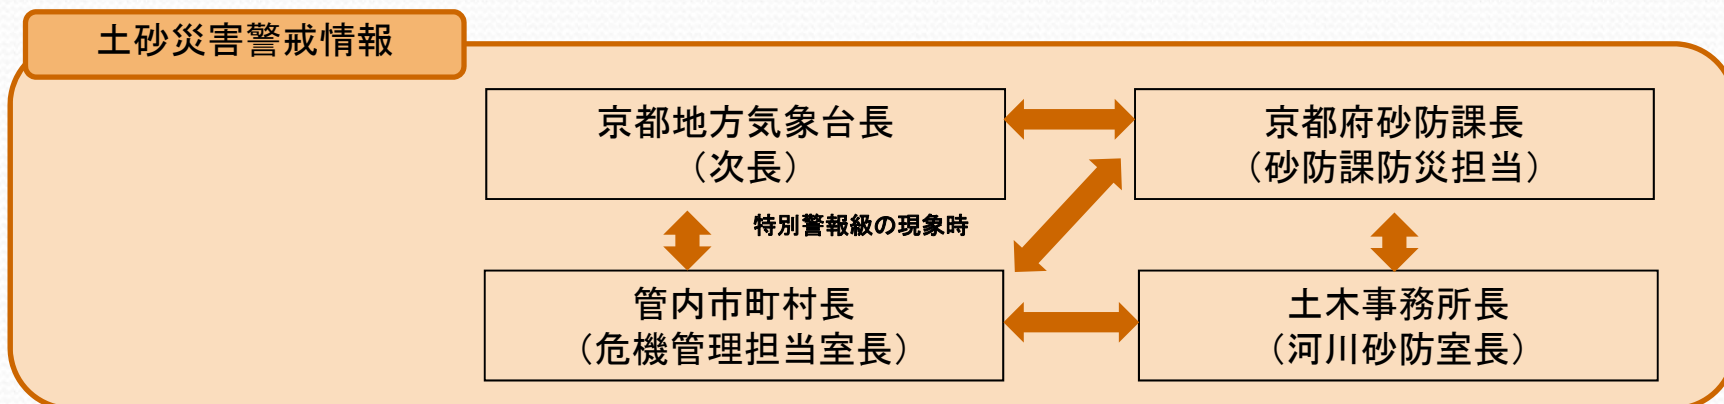 土砂災害警戒情報
京都地方気象台長
（次長）
京都府砂防課長
（砂防課防災担当）
特別警報級の現象時
管内市町村長
（危機管理担当室長）
土木事務所長
（河川砂防室長）